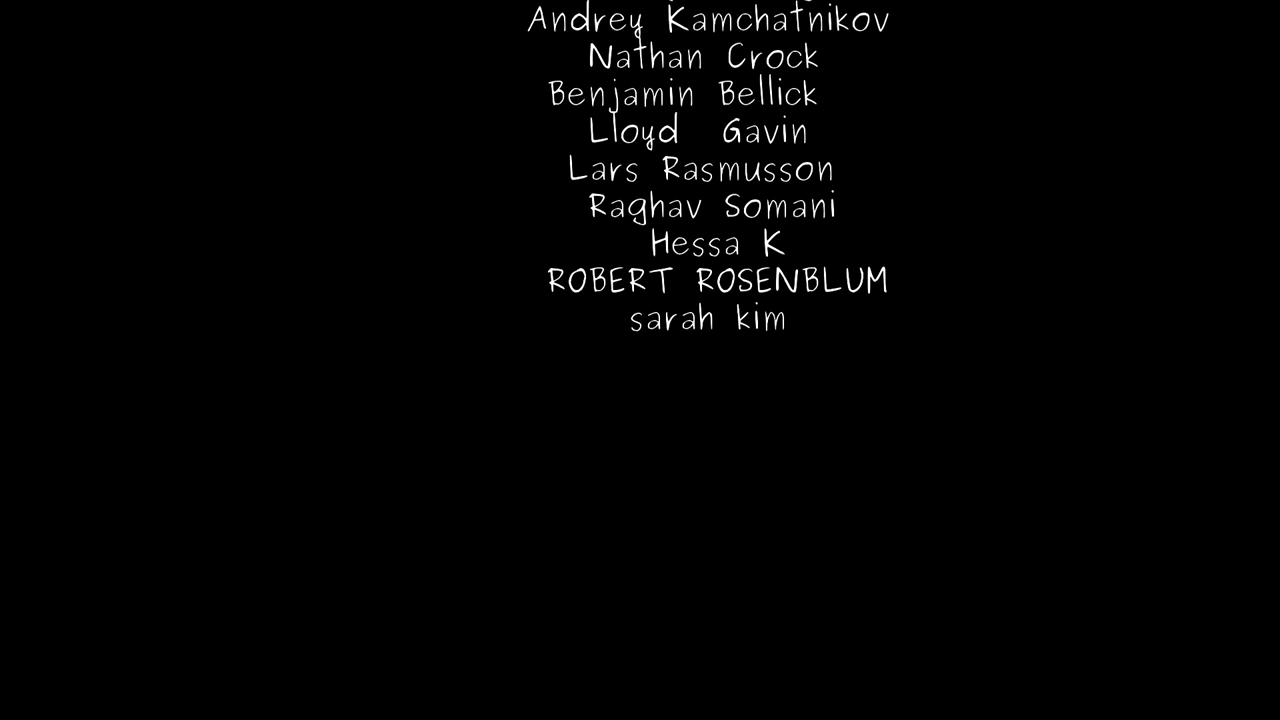 Andrey Kamchatnikov
Nathan Crock
Benjamin Bellick
Lloyd  Gavin
Lars Rasmusson
Raghav Somani
Hessa K
ROBERT ROSENBLUM
sarah kim